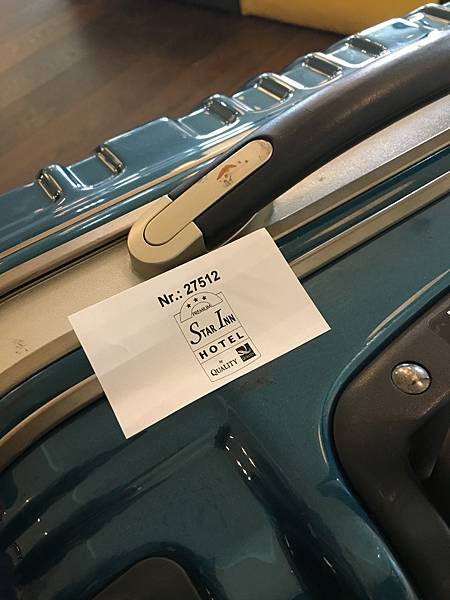 Nr.: 27512
PREMIUM
STAR INN
HOTEL
by
QUALITY